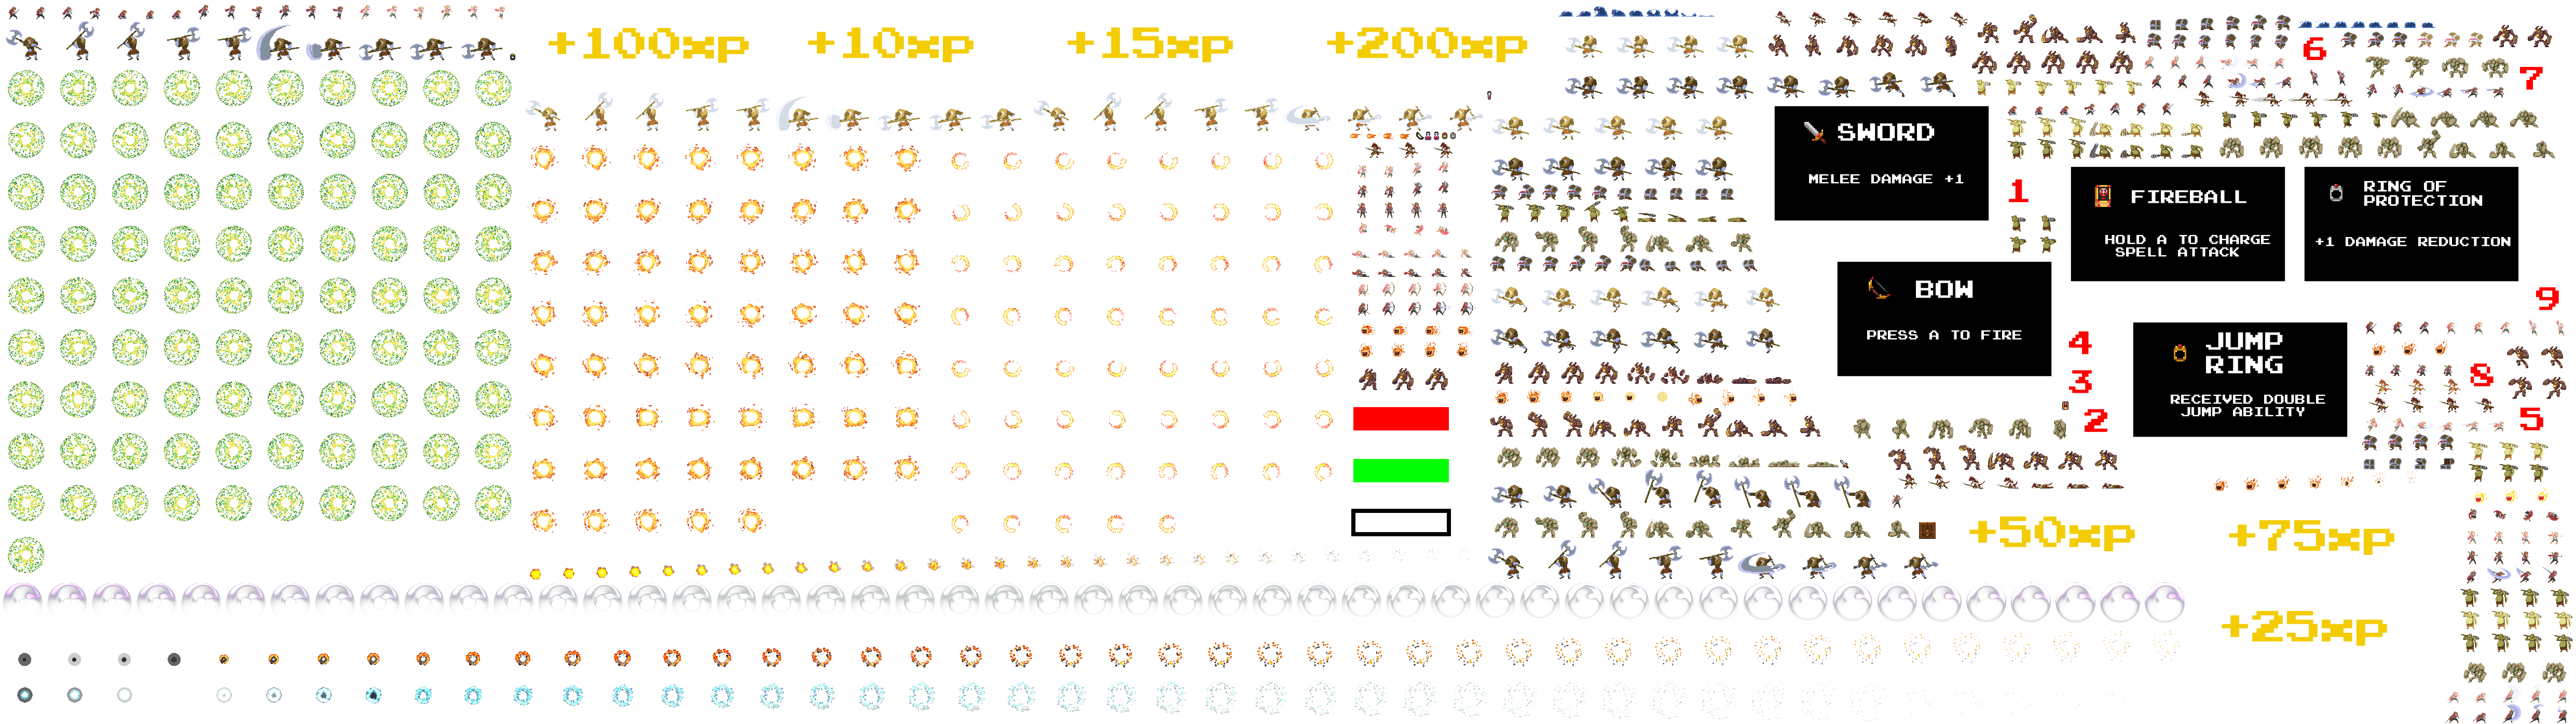 +100xp
+10xp
+15xp
+200xp
6
7
SWORD
MELEE DAMAGE +1
1
FIREBALL
HOLD A TO CHARGE
SPELL ATTACK
RING OF
PROTECTION
+1 DAMAGE REDUCTION
BOW
PRESS A TO FIRE
9
4
3
2
JUMP
RING
RECEIVED DOUBLE
JUMP ABILITY
8
5
+50xp
+75xp
+25xp